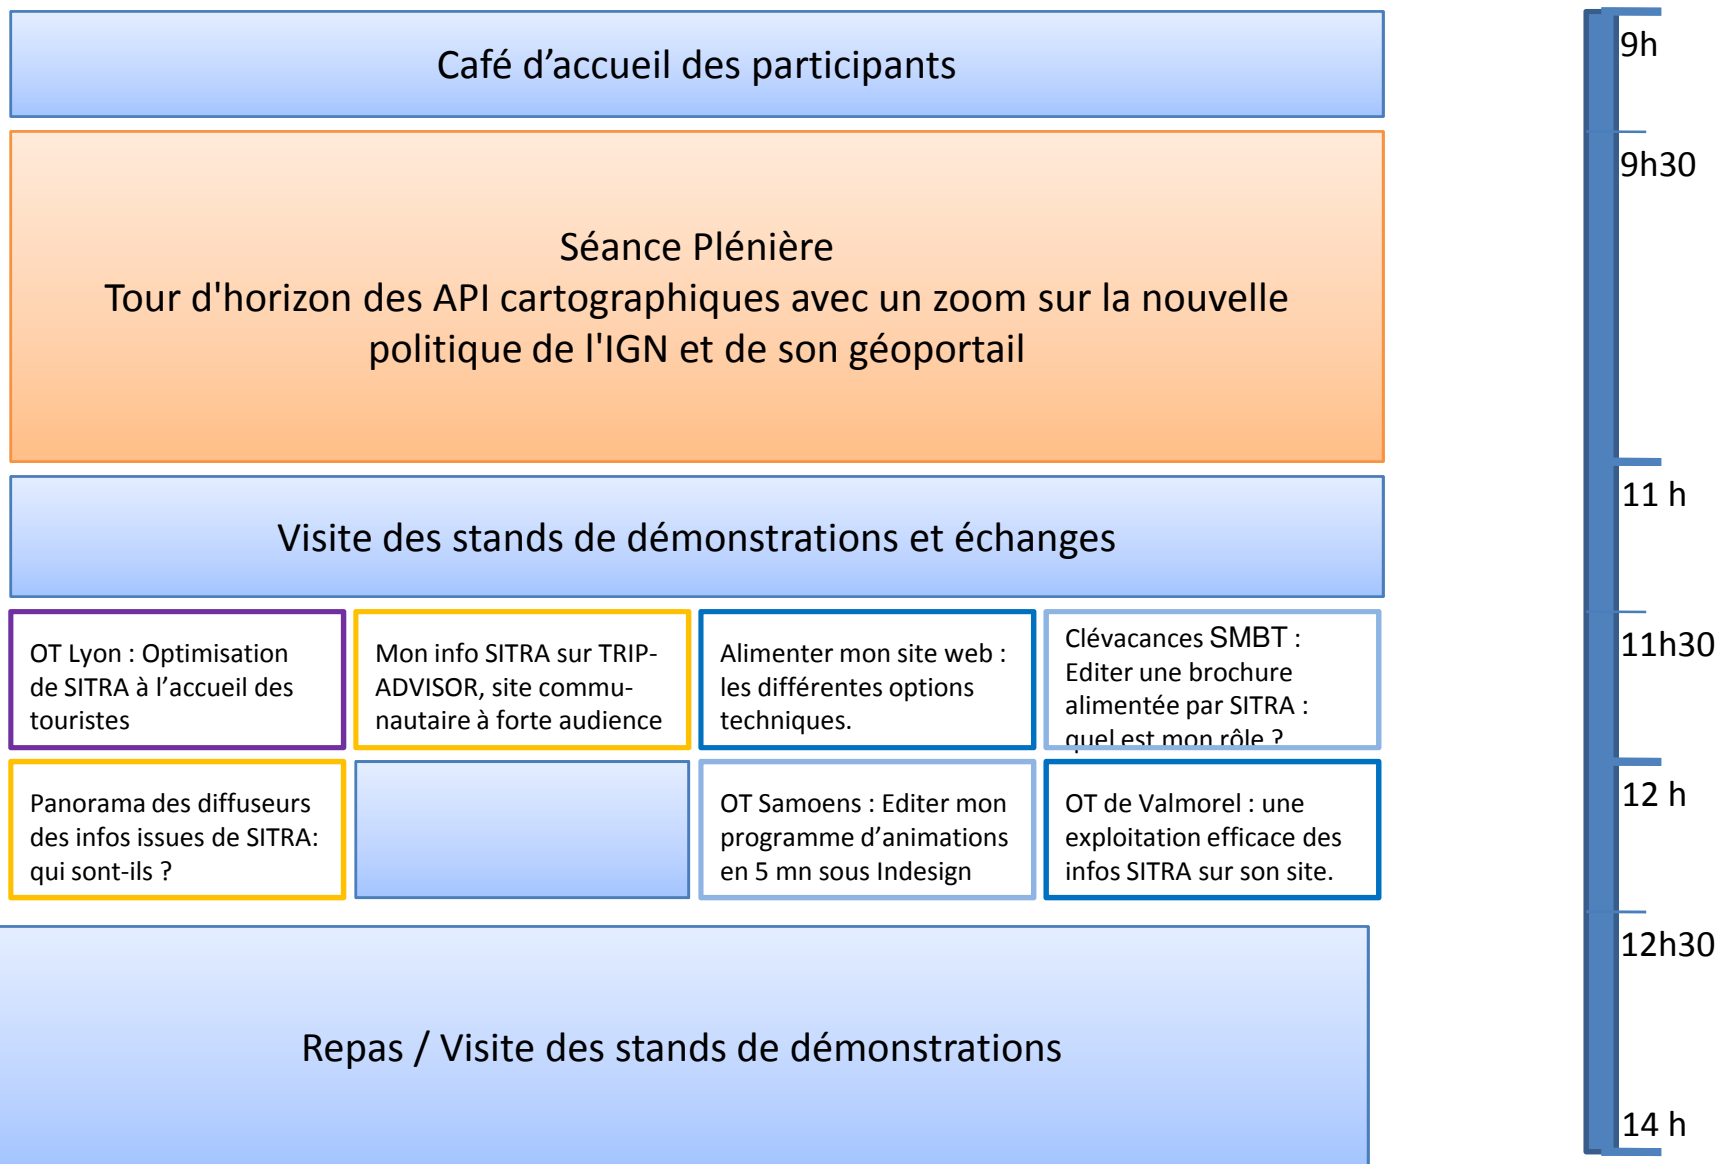 Café d’accueil des participants
9h
9h30
Séance Plénière
Tour d'horizon des API cartographiques avec un zoom sur la nouvelle
politique de l'IGN et de son géoportail
11 h
Visite des stands de démonstrations et échanges
OT Lyon : Optimisation
de SITRA à l’accueil des
touristes
Mon info SITRA sur TRIP-
ADVISOR, site commu-
nautaire à forte audience
Alimenter mon site web :
les différentes options
techniques.
Clévacances SMBT :
Editer une brochure
alimentée par SITRA :
quel est mon rôle ?
11h30
Panorama des diffuseurs
des infos issues de SITRA:
qui sont-ils ?
OT Samoens : Editer mon
programme d’animations
en 5 mn sous Indesign
OT de Valmorel : une
exploitation efficace des
infos SITRA sur son site.
12 h
12h30
Repas / Visite des stands de démonstrations
14 h